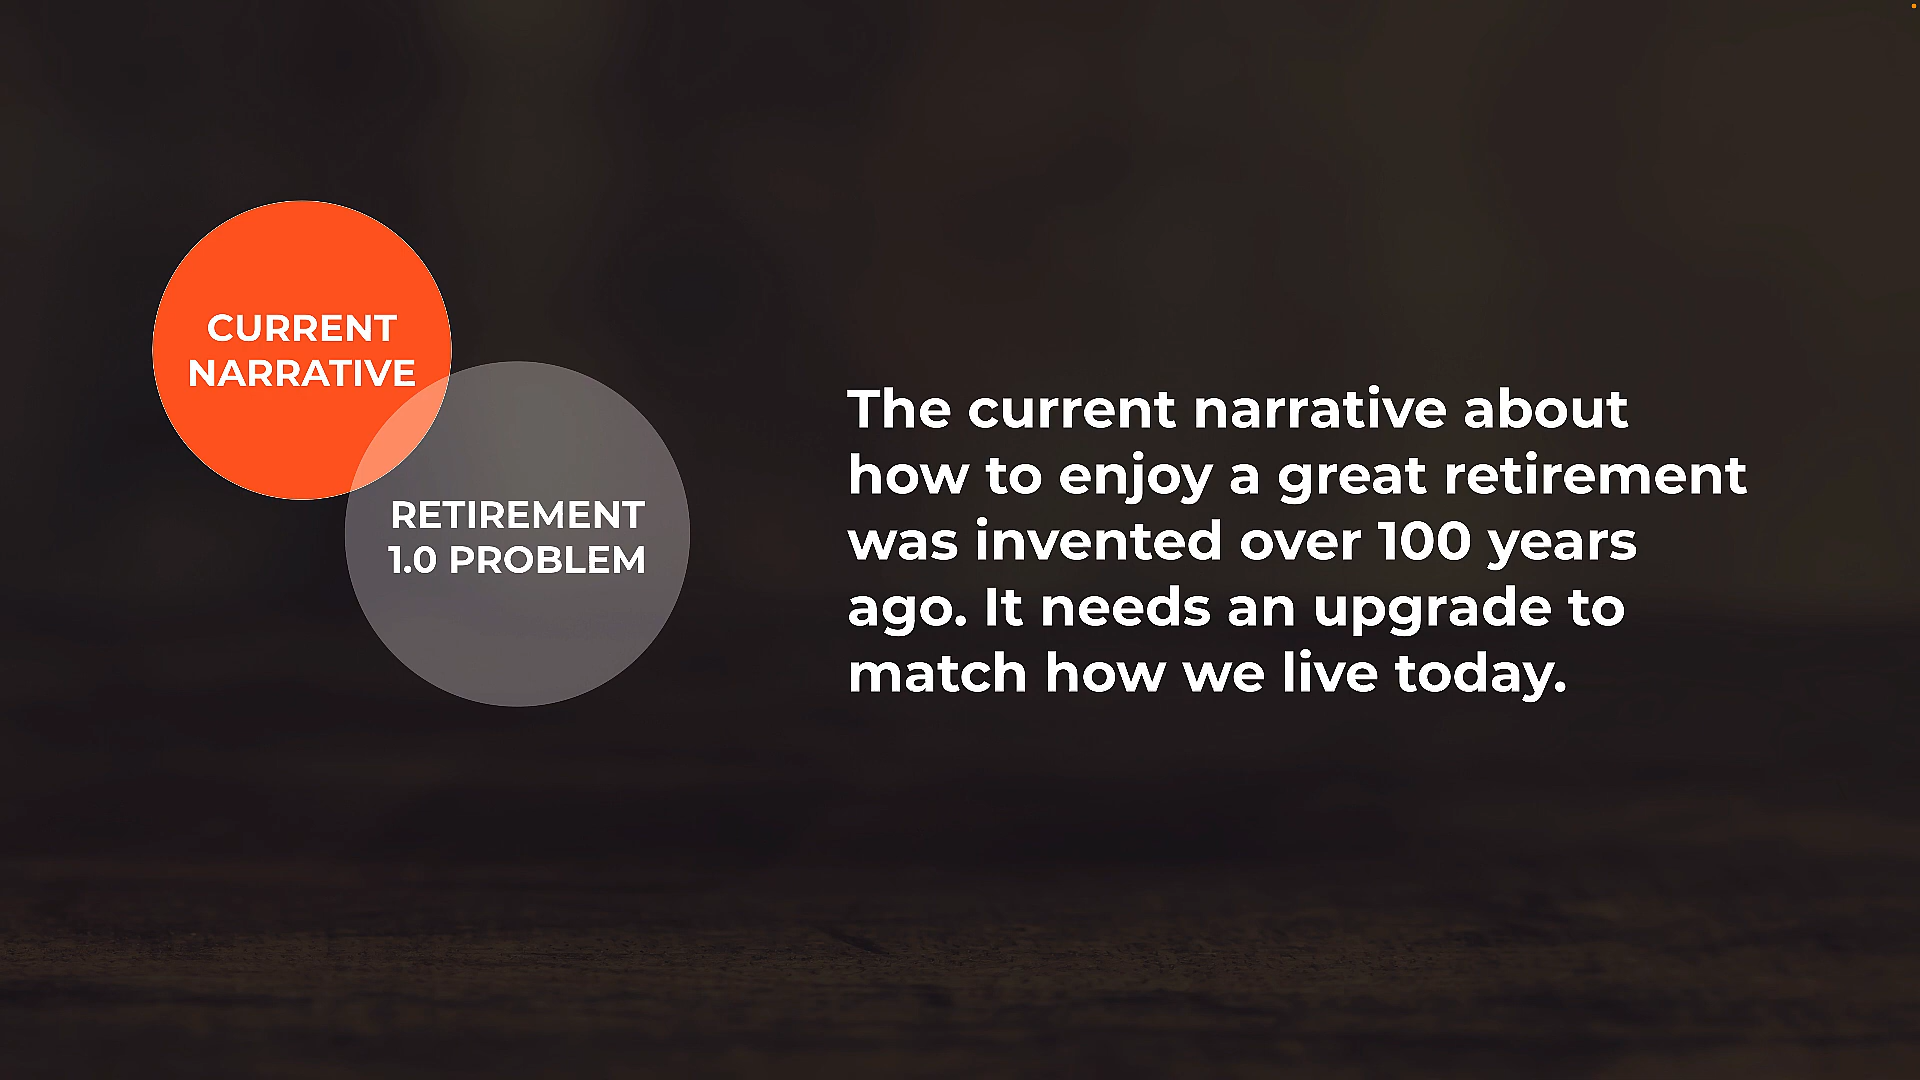 CURRENT
NARRATIVE
RETIREMENT
1.0 PROBLEM
The current narrative about
how to enjoy a great retirement
was invented over 100 years
ago. It needs an upgrade to
match how we live today.